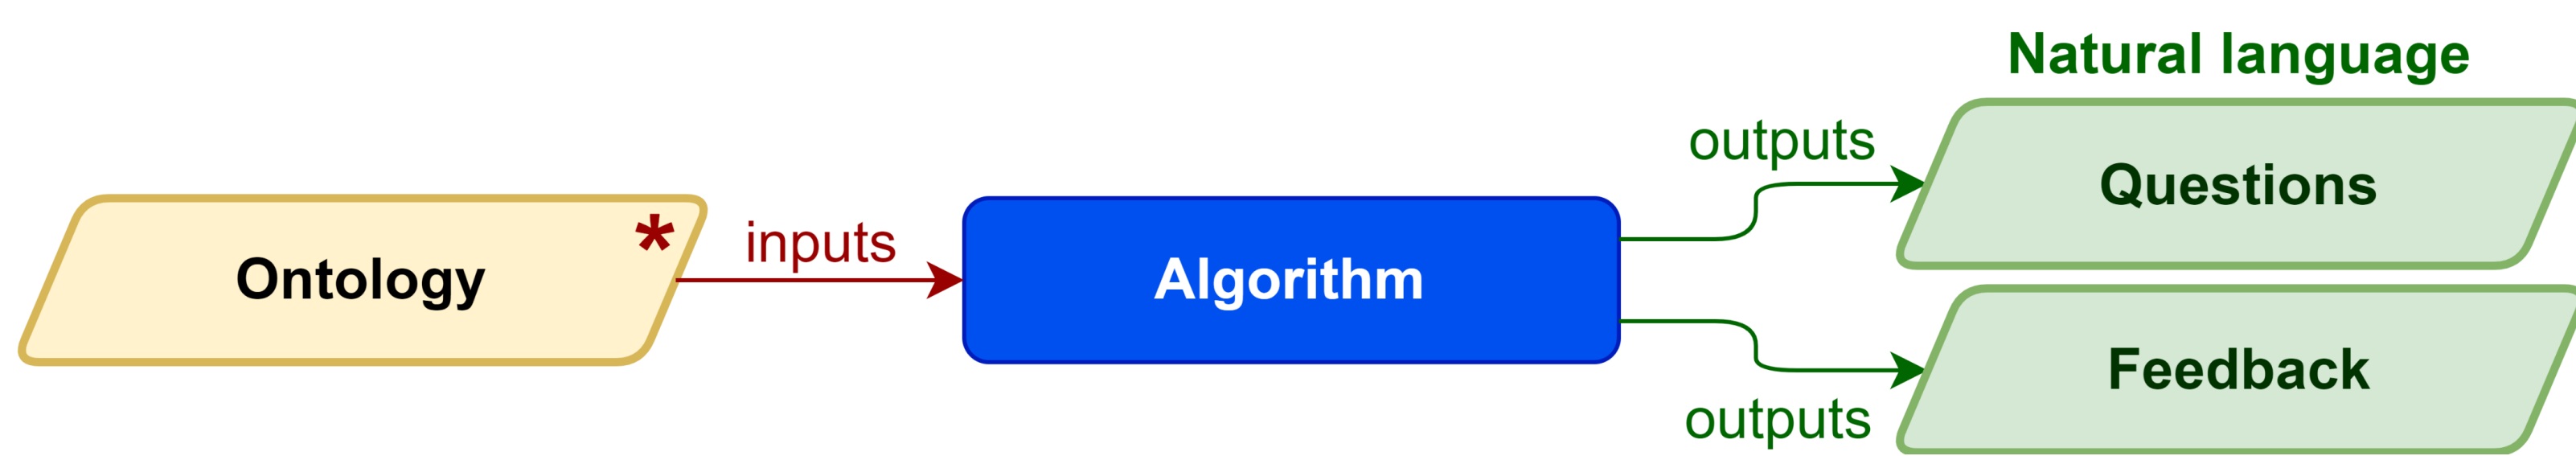 Natural language
outputs
Questions
*
inputs
Ontology
Algorithm
Feedback
outputs